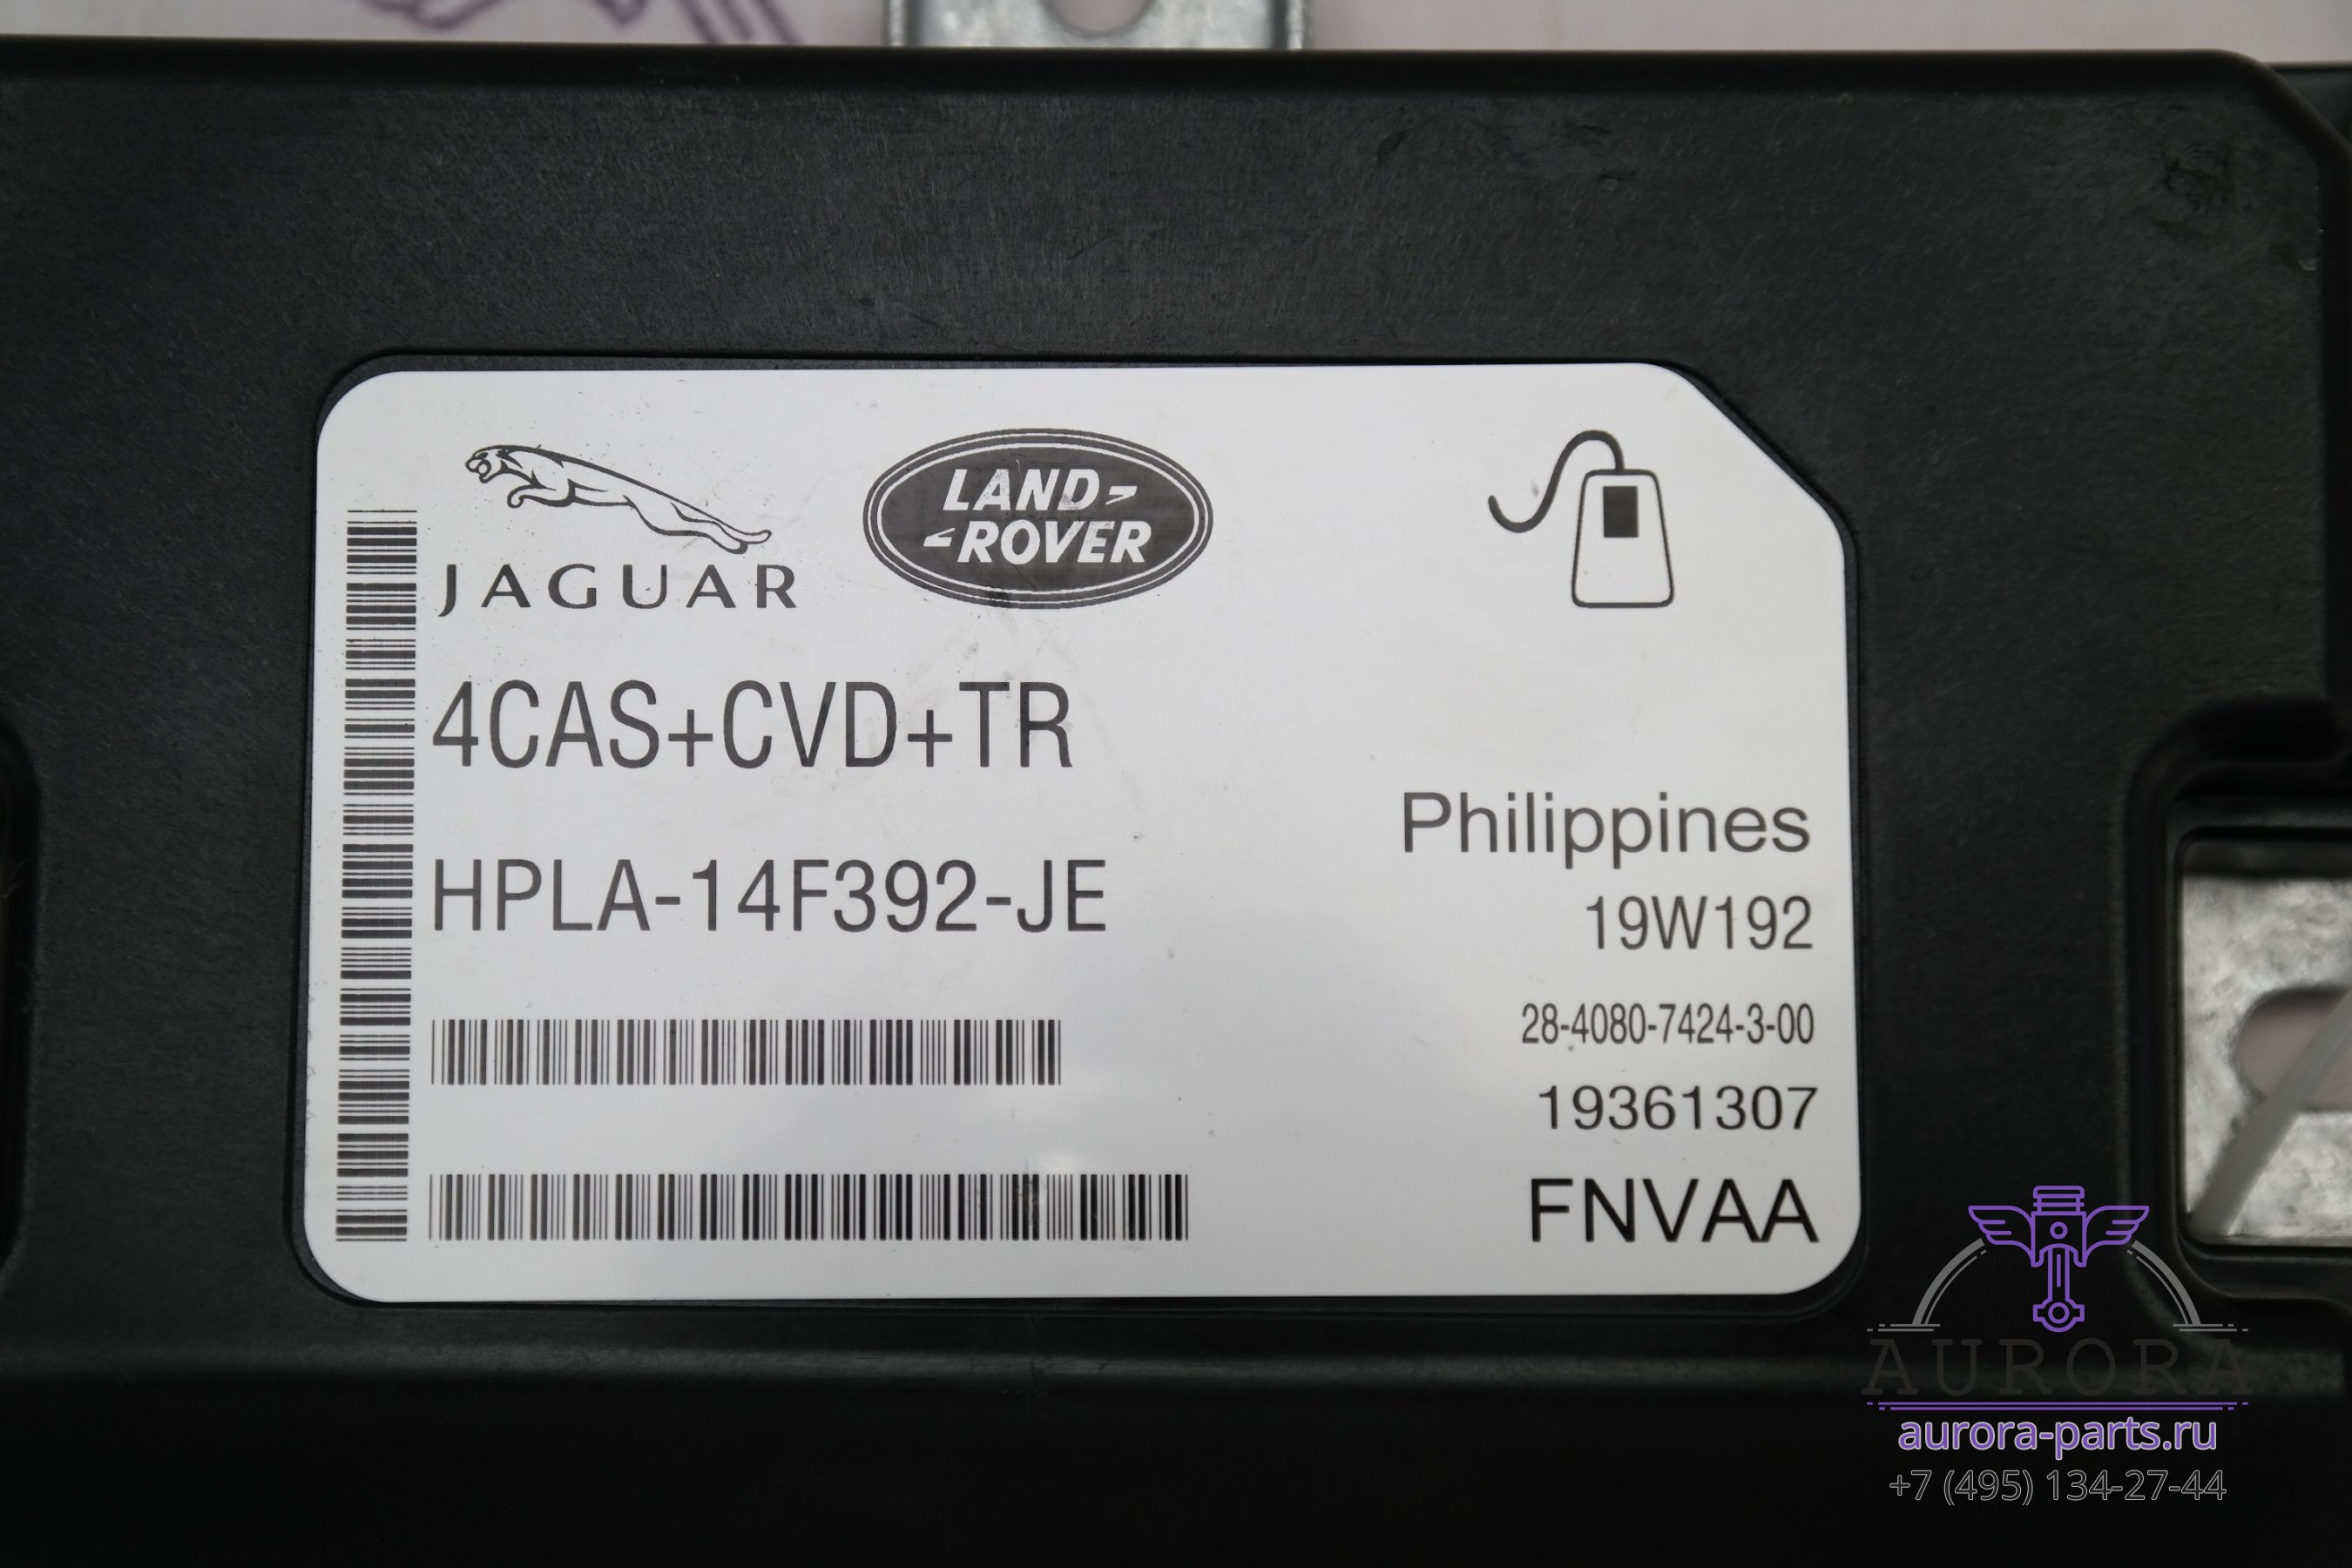 JAGUAR
LAND-
-ROVER
4CAS+CVD+TR
HPLA-14F392-JE
Philippines
19W192
28-4080-7424-3-00
19361307
FNVAA
AURORA
aurora-parts.ru
+7 (495) 134-27-44